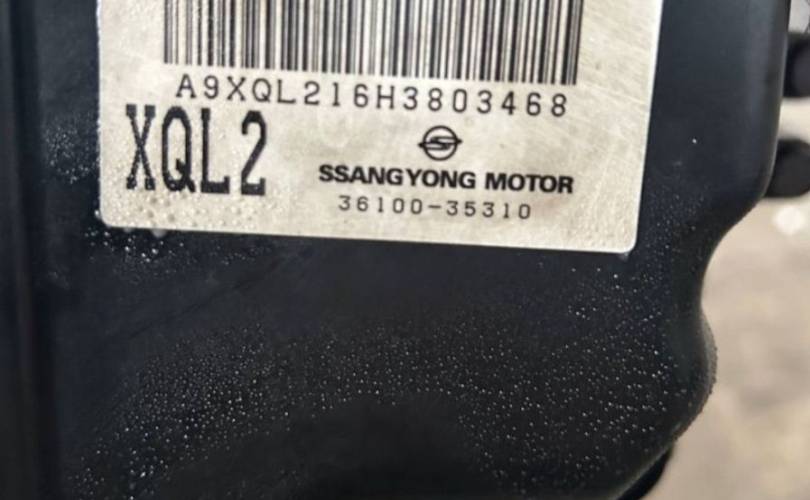 A9XQL216H3803468
XQL2
SSANGYONG MOTOR
36100-35310